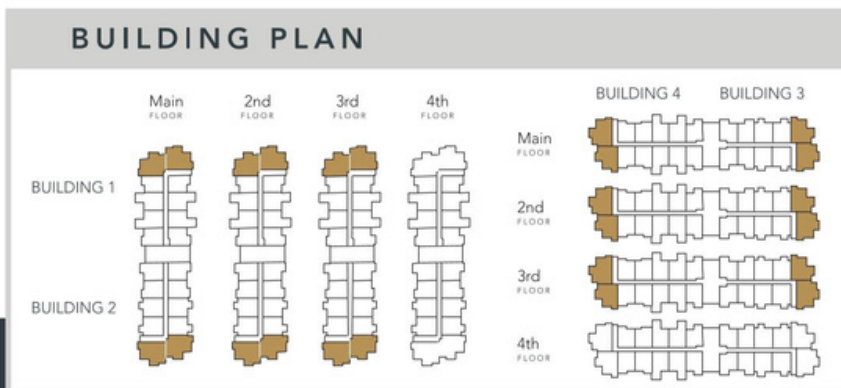 BUILDING PLAN
Main
FLOOR
2nd
FLOOR
3rd
FLOOR
4th
FLOOR
BUILDING 1
BUILDING 2
BUILDING 4
BUILDING 3
Main
FLOOR
2nd
FLOOR
3rd
FLOOR
4th
FLOOR